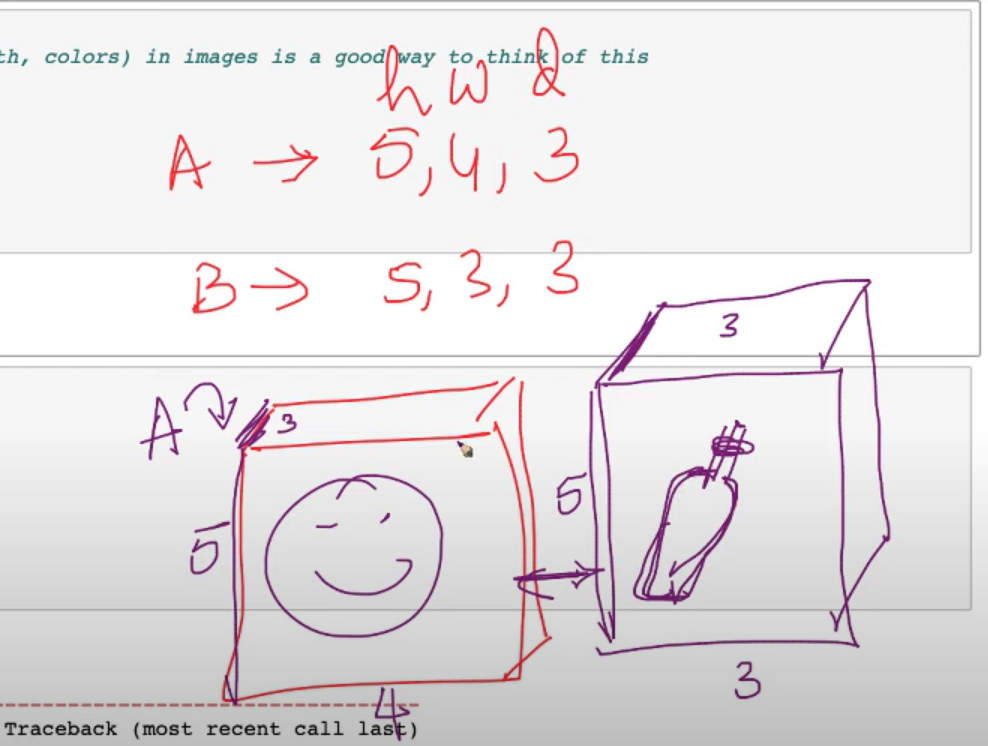 th, colors) in images is a good way to think of this
h w d
A → 5, 4, 3
B → 5, 3, 3
3
A 3
5
5
3
4
Traceback (most recent call last)